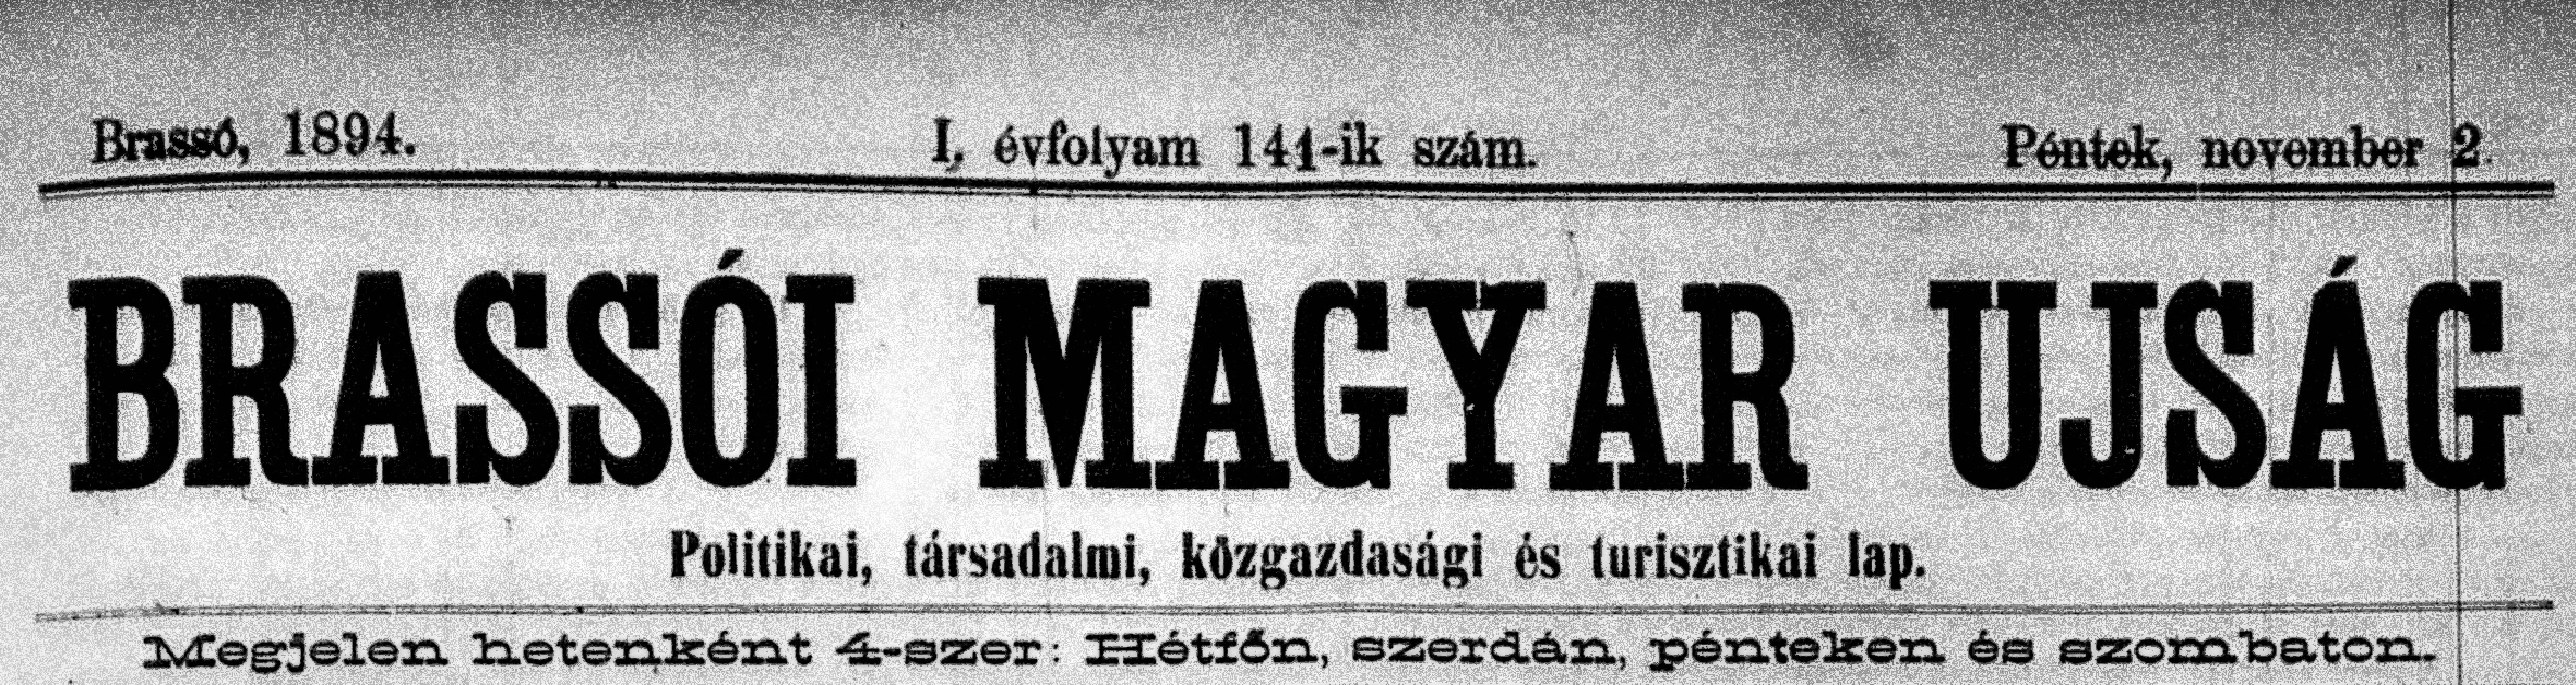 Brassó, 1894. I. évfolyam 141-ik szám. Péntek, november 2.
BRASSÓI MAGYAR UJSÁG
Politikai, társadalmi, közgazdasági és turisztikai lap.
Megjelen hetenként 4-szer: Hétfőn, szerdán, pénteken és szombaton.